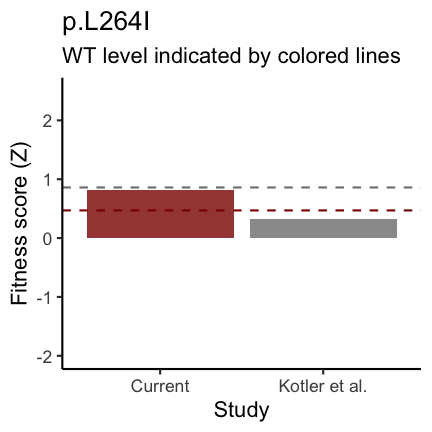 p.L264I
WT level indicated by colored lines
Fitness score (Z)
2
1
0
-1
-2
Current
Kotler et al.
Study